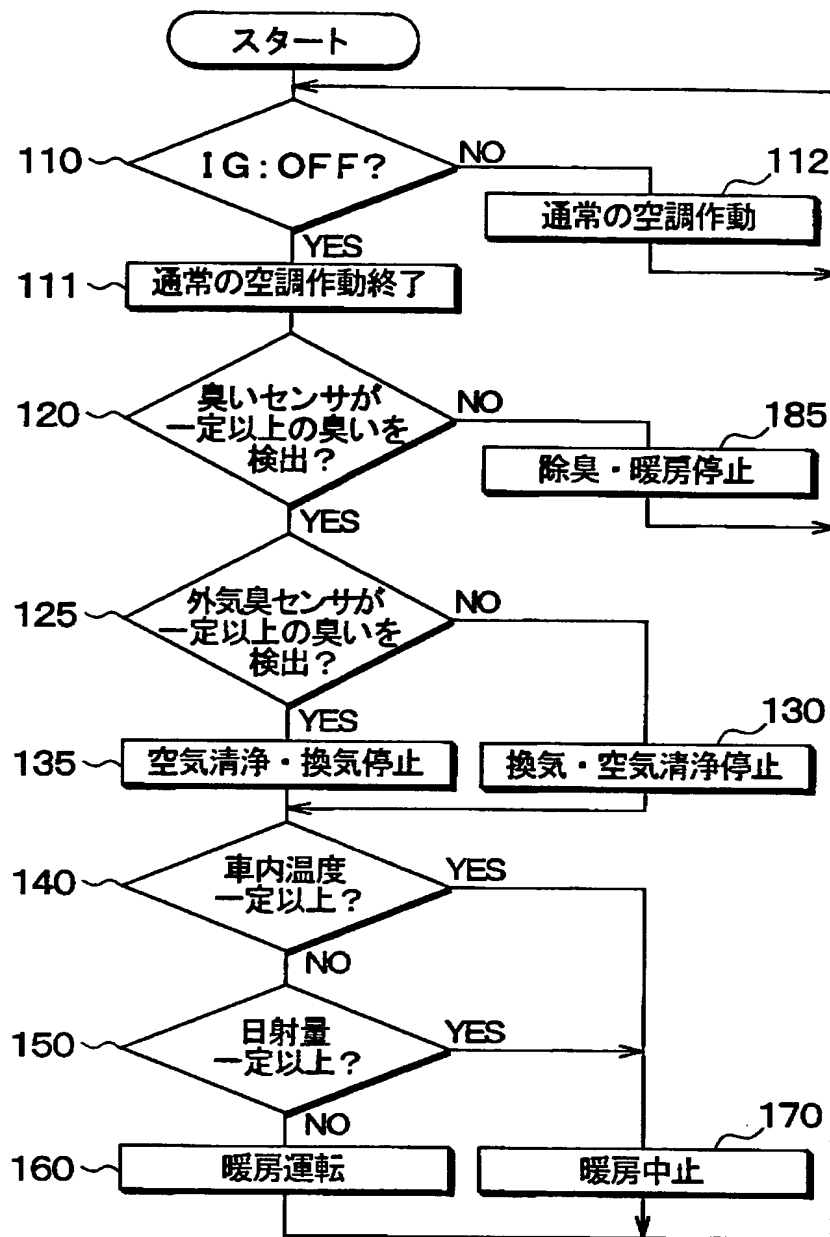 スタート
110
IG:OFF?
NO
112
通常の空調作動
YES
111
通常の空調作動終了
120
臭いセンサが
一定以上の臭いを
検出?
NO
185
除臭・暖房停止
YES
125
外気臭センサが
一定以上の臭いを
検出?
NO
YES
130
135
空気清浄・換気停止
換気・空気清浄停止
140
車内温度
一定以上?
YES
NO
150
日射量
一定以上?
YES
NO
170
160
暖房運転
暖房中止